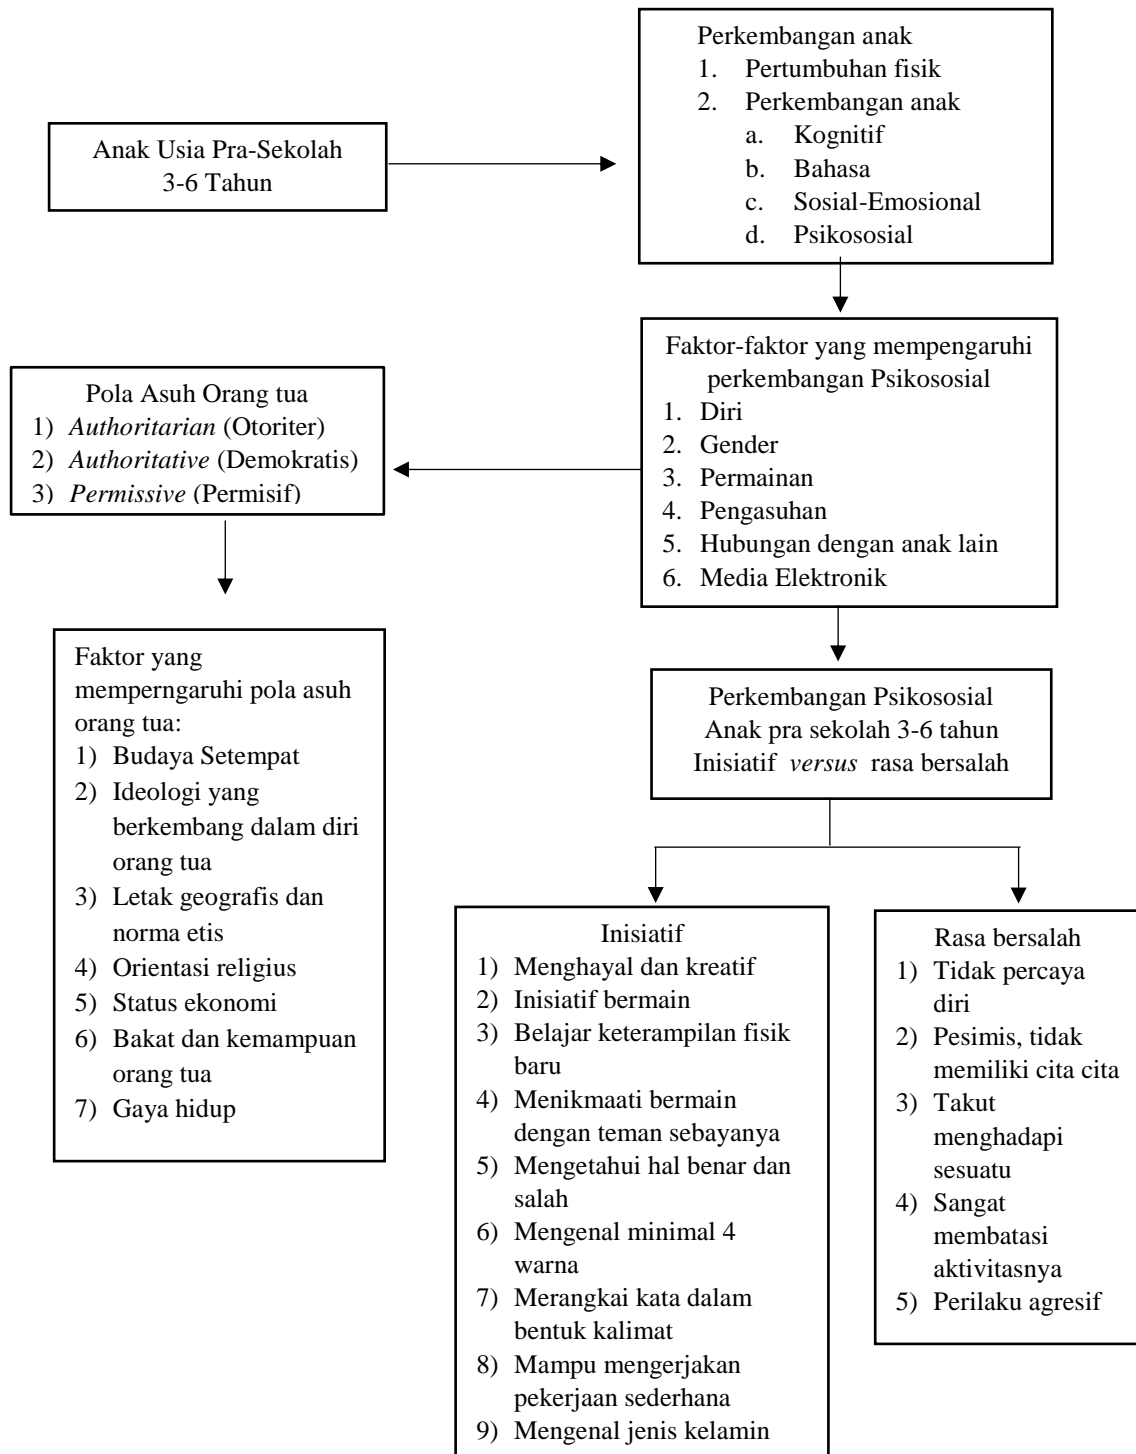 Perkembangan anak
1. Pertumbuhan fisik
2. Perkembangan anak
a. Kognitif
b. Bahasa
c. Sosial-Emosional
d. Psikososial
Anak Usia Pra-Sekolah
3-6 Tahun
Faktor-faktor yang mempengaruhi
perkembangan Psikososial
1. Diri
2. Gender
3. Permainan
4. Pengasuhan
5. Hubungan dengan anak lain
6. Media Elektronik
Pola Asuh Orang tua
1) Authoritarian (Otoriter)
2) Authoritative (Demokratis)
3) Permissive (Permisif)
Faktor yang
memperngaruhi pola asuh
orang tua:
1) Budaya Setempat
2) Ideologi yang
berkembang dalam diri
orang tua
3) Letak geografis dan
norma etis
4) Orientasi religius
5) Status ekonomi
6) Bakat dan kemampuan
orang tua
7) Gaya hidup
Perkembangan Psikososial
Anak pra sekolah 3-6 tahun
Inisiatif versus rasa bersalah
Inisiatif
1) Menghayal dan kreatif
2) Inisiatif bermain
3) Belajar keterampilan fisik
baru
4) Menikmaati bermain
dengan teman sebayanya
5) Mengetahui hal benar dan
salah
6) Mengenal minimal 4
warna
7) Merangkai kata dalam
bentuk kalimat
8) Mampu mengerjakan
pekerjaan sederhana
9) Mengenal jenis kelamin
Rasa bersalah
1) Tidak percaya
diri
2) Pesimis, tidak
memiliki cita cita
3) Takut
menghadapi
sesuatu
4) Sangat
membatasi
aktivitasnya
5) Perilaku agresif